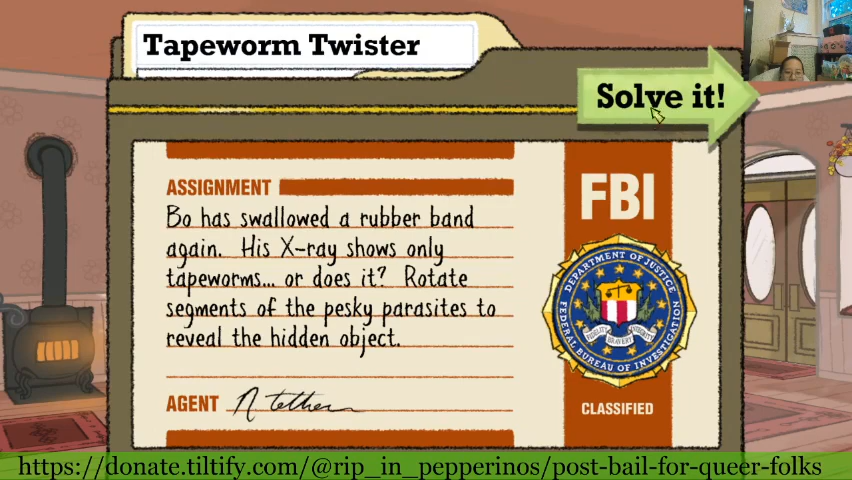 Tapeworm Twister
Solve it!
ASSIGNMENT
Bo has swallowed a rubber band
again. His X-ray shows only
tapeworms... or does it? Rotate
segments of the pesky parasites to
reveal the hidden object.
AGENT N Tethers
FBI
DEPARTMENT OF JUSTICE
FIDELITY BRAVERY INTEGRITY
FEDERAL BUREAU OF INVESTIGATION
CLASSIFIED
https://donate.tiltify.com/@rip_in_pepperinos/post-bail-for-queer-folks